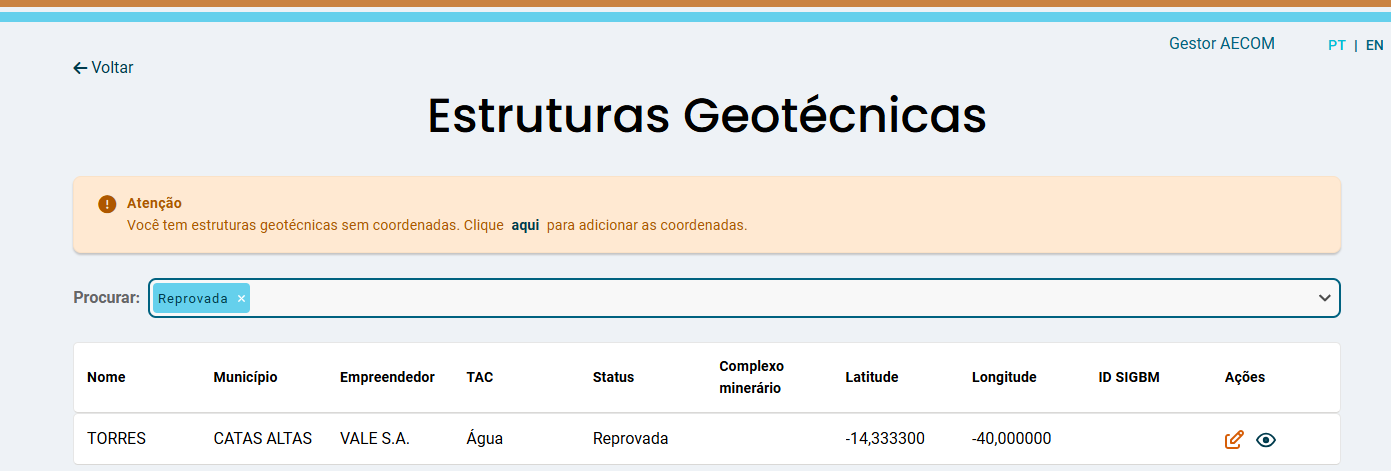 Gestor AECOM PT | EN
Voltar
Estruturas Geotécnicas
Atenção
Você tem estruturas geotécnicas sem coordenadas. Clique aqui para adicionar as coordenadas.
Procurar: Reprovada ×
Nome Município Empreendedor TAC Status Complexo minerário Latitude Longitude ID SIGBM Ações
TORRES CATAS ALTAS VALE S.A. Água Reprovada -14,333300 -40,000000